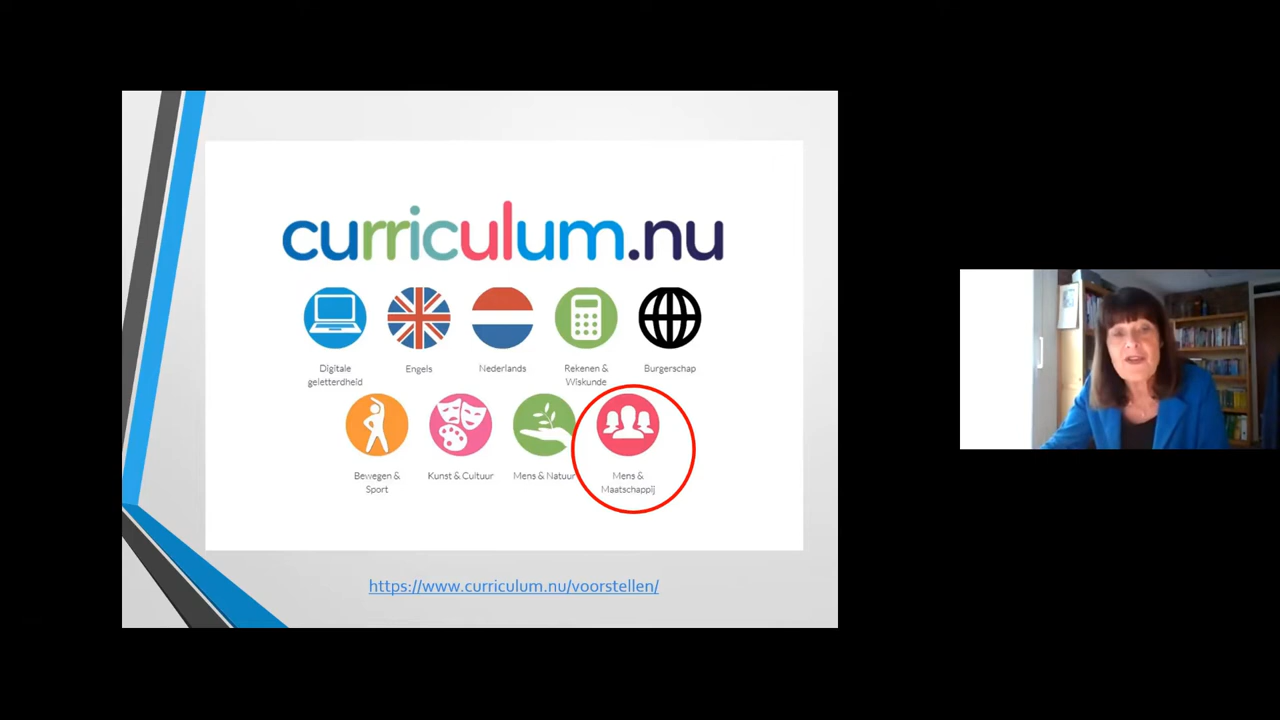 curriculum.nu
Digitale
geletterdheid
Engels
Nederlands
Rekenen &
Wiskunde
Burgerschap
Bewegen &
Sport
Kunst & Cultuur
Mens & Natuur
Mens &
Maatschappij
https://www.curriculum.nu/voorstellen/